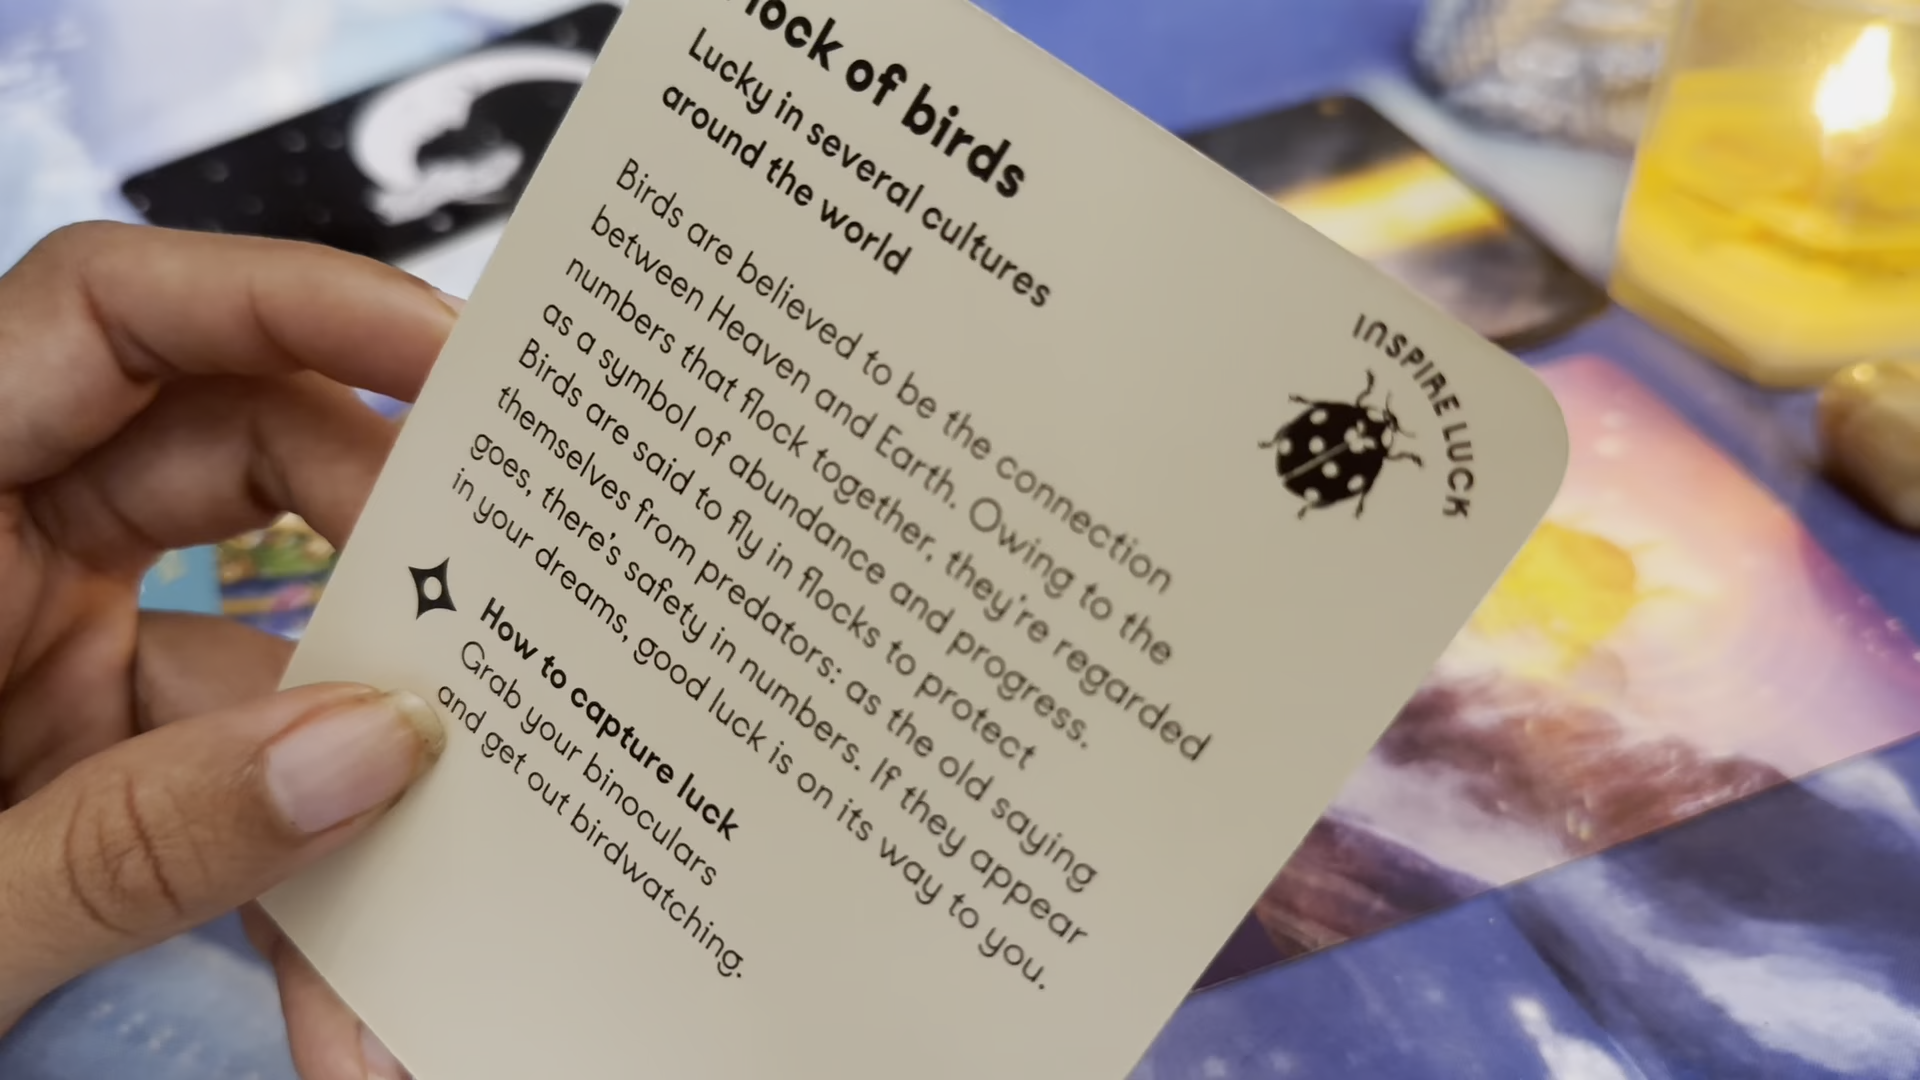 lock of birds
Lucky in several cultures
around the world
Birds are believed to be the connection
between Heaven and Earth. Owing to the
numbers that flock together, they're regarded
as a symbol of abundance and progress.
Birds are said to fly in flocks to protect
themselves from predators: as the old saying
goes, there's safety in numbers. If they appear
in your dreams, good luck is on its way to you.
How to capture luck
Grab your binoculars
and get out birdwatching.
INSPIRE LUCK